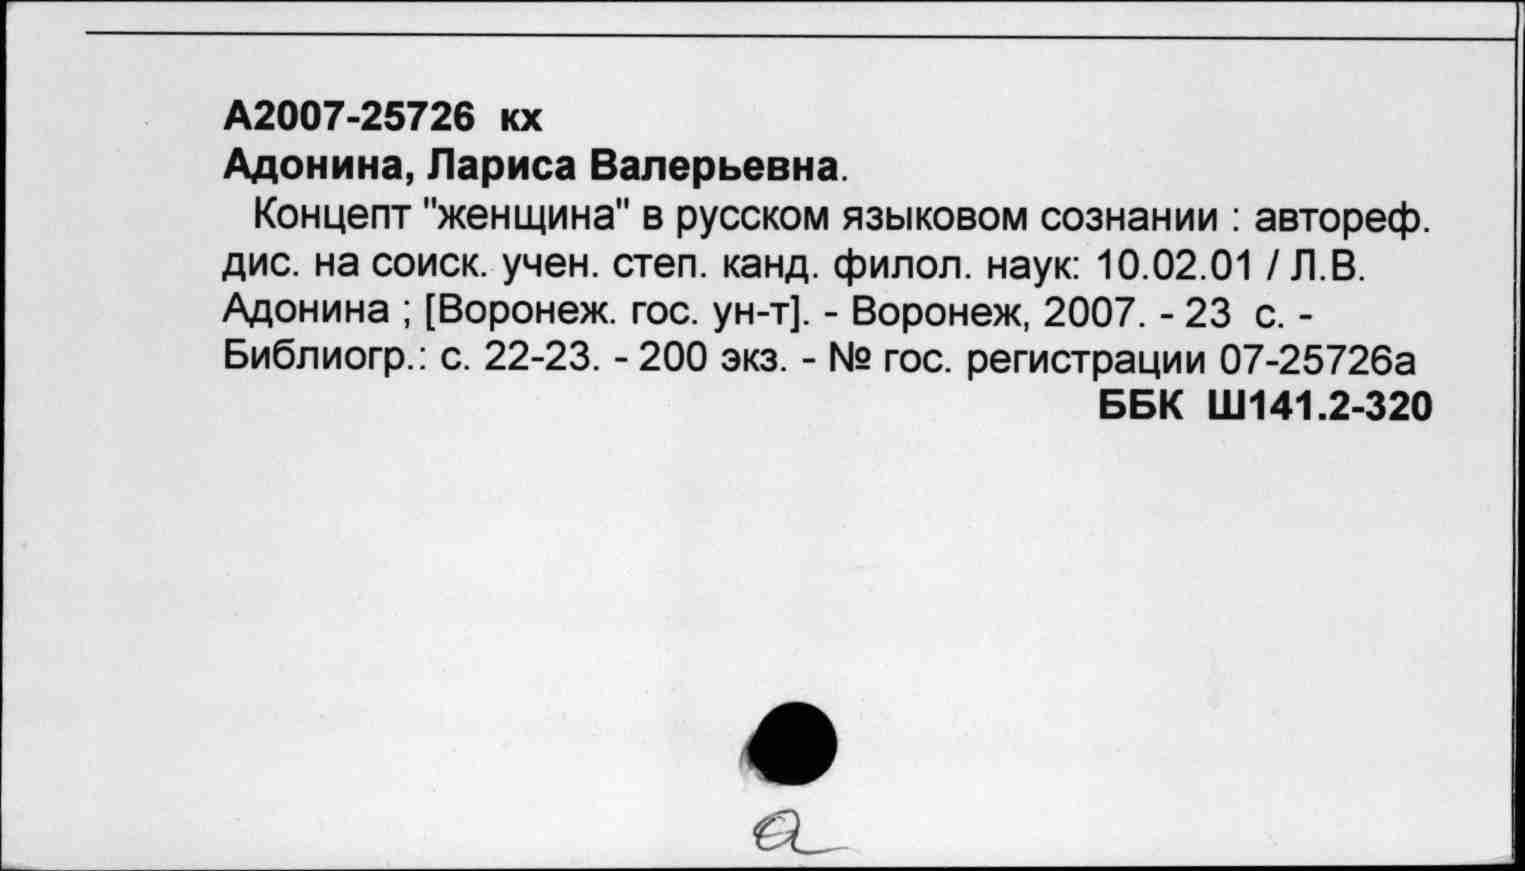 А2007-25726 кх
Адонина, Лариса Валерьевна.
Концепт "женщина" в русском языковом сознании : автореф.
дис. на соиск. учен. степ. канд. филол. наук: 10.02.01 / Л.В.
Адонина ; [Воронеж. гос. ун-т]. - Воронеж, 2007. - 23 с. -
Библиогр.: с. 22-23. - 200 экз. - № гос. регистрации 07-25726а
ББК Ш141.2-320
а